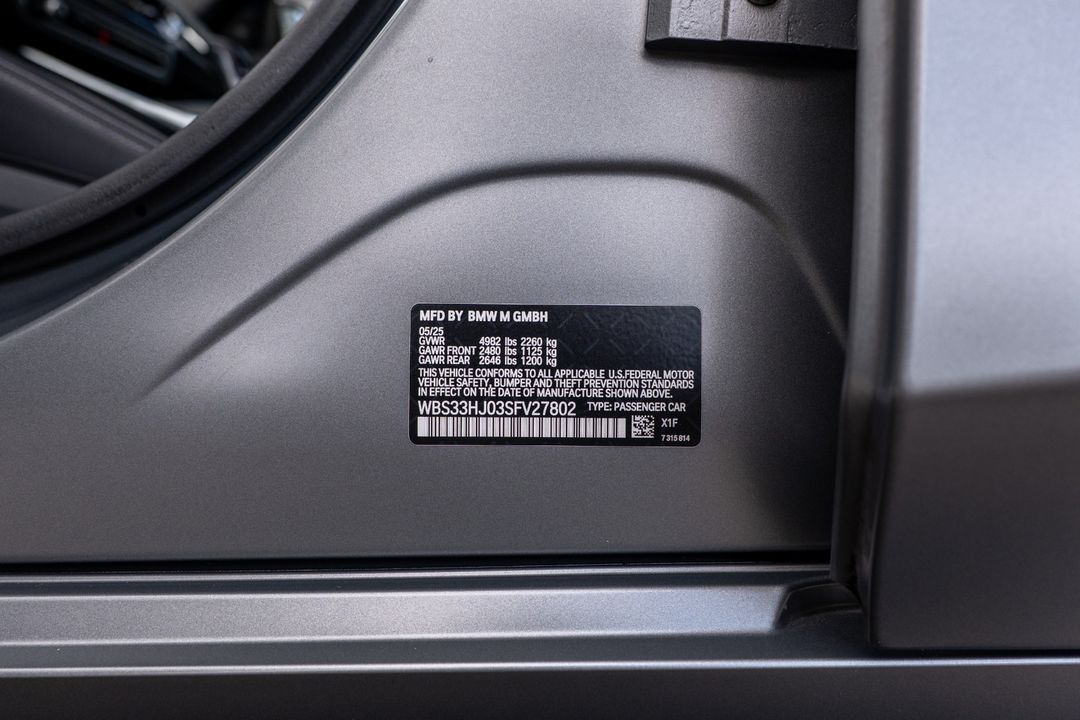 MFD BY BMW M GMBH
05/25
GVWR 4982 lbs 2260 kg
GAWR FRONT 2480 lbs 1125 kg
GAWR REAR 2646 lbs 1200 kg
THIS VEHICLE CONFORMS TO ALL APPLICABLE U.S.FEDERAL MOTOR
VEHICLE SAFETY, BUMPER AND THEFT PREVENTION STANDARDS
IN EFFECT ON THE DATE OF MANUFACTURE SHOWN ABOVE.
WBS33HJ03SFV27802 TYPE: PASSENGER CAR
X1F
7 315 814